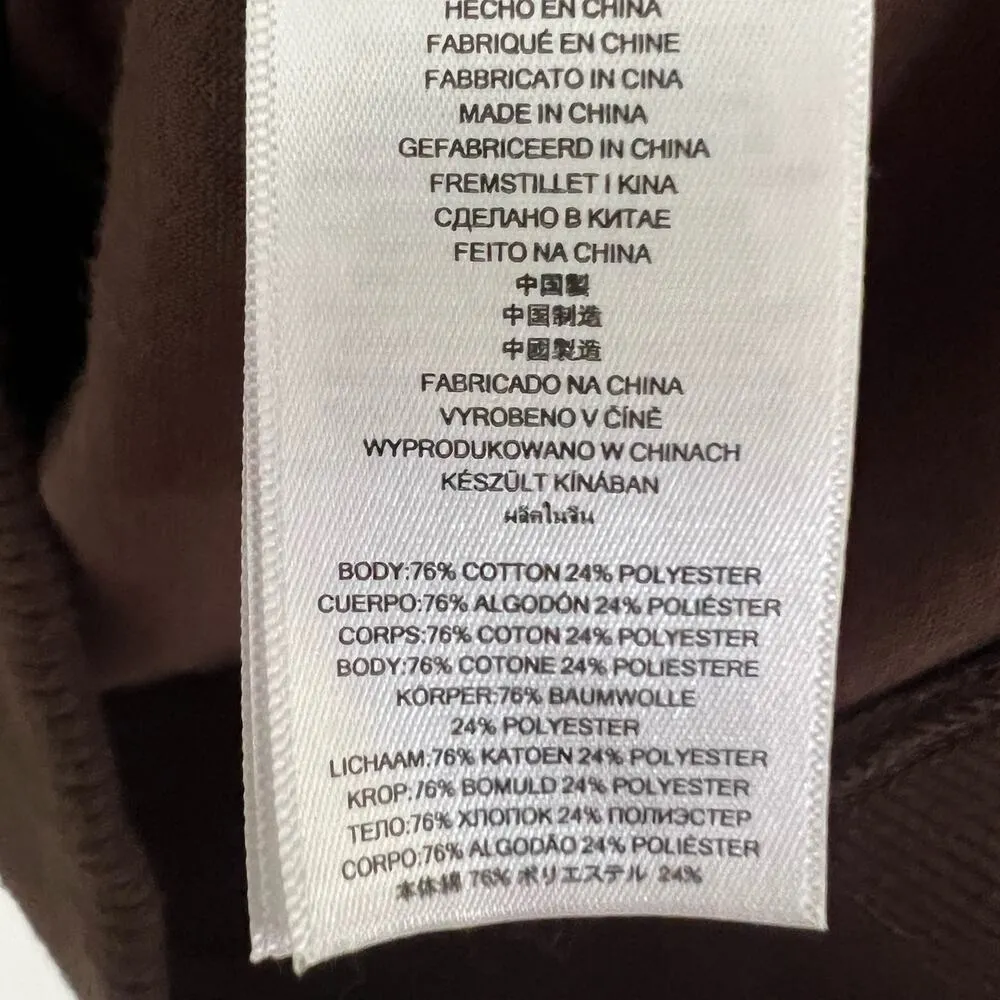 HECHO EN CHINA
FABRIQUÉ EN CHINE
FABBRICATO IN CINA
MADE IN CHINA
GEFABRICEERD IN CHINA
FREMSTILLET I KINA
СДЕЛАНО В КИТАЕ
FEITO NA CHINA
中国製
中国制造
中國製造
FABRICADO NA CHINA
VYROBENO V ČÍNĚ
WYPRODUKOWANO W CHINACH
KÉSZÜLT KÍNÁBAN
ผลิตในจีน
BODY:76% COTTON 24% POLYESTER
CUERPO:76% ALGODÓN 24% POLIÉSTER
CORPS:76% COTON 24% POLYESTER
BODY:76% COTONE 24% POLIESTERE
KÖRPER:76% BAUMWOLLE
24% POLYESTER
LICHAAM:76% KATOEN 24% POLYESTER
KROP:76% BOMULD 24% POLYESTER
ТЕЛО:76% ХЛОПОК 24% ПОЛИЭСТЕР
CORPO:76% ALGODÃO 24% POLIÉSTER
本体綿 76% ポリエステル 24%